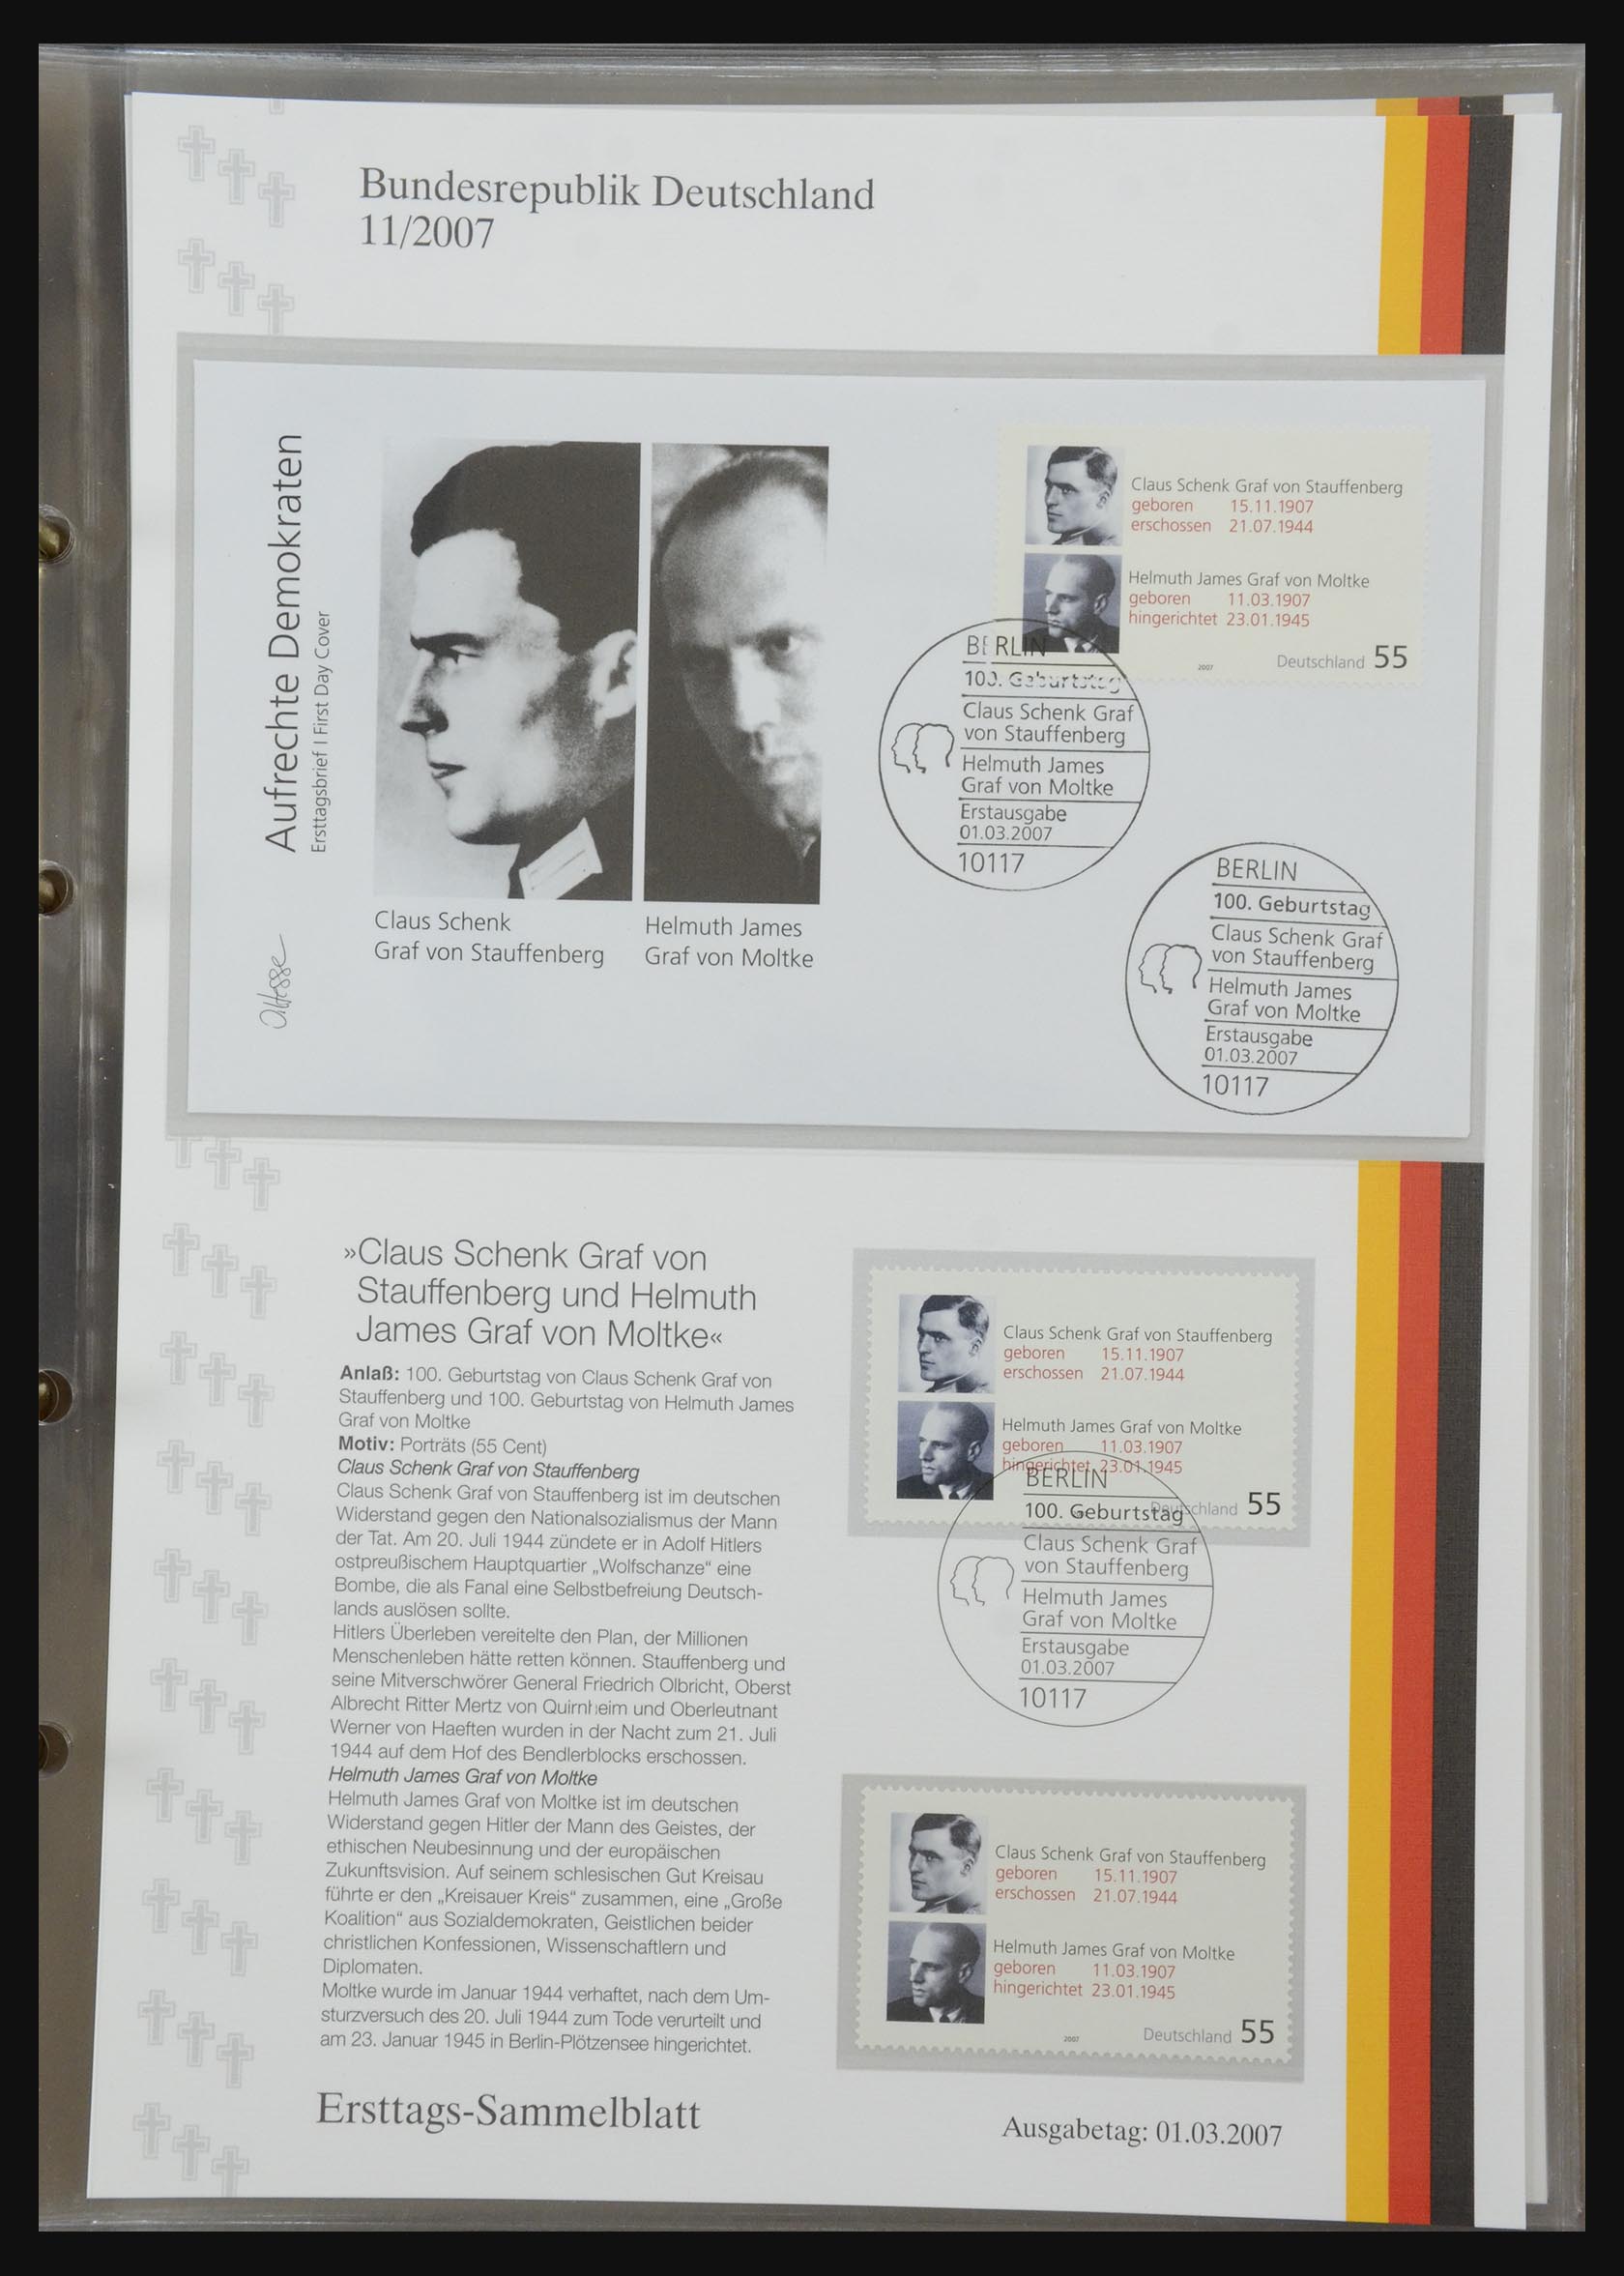 Bundesrepublik Deutschland
11/2007
Aufrechte Demokraten
Ersttagsbrief | First Day Cover
Claus Schenk
Graf von Stauffenberg
Helmuth James
Graf von Moltke
Claus Schenk Graf von Stauffenberg
geboren 15.11.1907
erschossen 21.07.1944
Helmuth James Graf von Moltke
geboren 11.03.1907
hingerichtet 23.01.1945
2007 Deutschland 55
BERLIN
100. Geburtstag
Claus Schenk Graf
von Stauffenberg
Helmuth James
Graf von Moltke
Erstausgabe
01.03.2007
10117
BERLIN
100. Geburtstag
Claus Schenk Graf
von Stauffenberg
Helmuth James
Graf von Moltke
Erstausgabe
01.03.2007
10117
»Claus Schenk Graf von
Stauffenberg und Helmuth
James Graf von Moltke«
Anlaß: 100. Geburtstag von Claus Schenk Graf von
Stauffenberg und 100. Geburtstag von Helmuth James
Graf von Moltke
Motiv: Porträts (55 Cent)
Claus Schenk Graf von Stauffenberg
Claus Schenk Graf von Stauffenberg ist im deutschen
Widerstand gegen den Nationalsozialismus der Mann
der Tat. Am 20. Juli 1944 zündete er in Adolf Hitlers
ostpreußischem Hauptquartier „Wolfschanze“ eine
Bombe, die als Fanal eine Selbstbefreiung Deutsch-
lands auslösen sollte.
Hitlers Überleben vereitelte den Plan, der Millionen
Menschenleben hätte retten können. Stauffenberg und
seine Mitverschwörer General Friedrich Olbricht, Oberst
Albrecht Ritter Mertz von Quirnheim und Oberleutnant
Werner von Haeften wurden in der Nacht zum 21. Juli
1944 auf dem Hof des Bendlerblocks erschossen.
Helmuth James Graf von Moltke
Helmuth James Graf von Moltke ist im deutschen
Widerstand gegen Hitler der Mann des Geistes, der
ethischen Neubesinnung und der europäischen
Zukunftsvision. Auf seinem schlesischen Gut Kreisau
führte er den „Kreisauer Kreis“ zusammen, eine „Große
Koalition“ aus Sozialdemokraten, Geistlichen beider
christlichen Konfessionen, Wissenschaftlern und
Diplomaten.
Moltke wurde im Januar 1944 verhaftet, nach dem Um-
sturzversuch des 20. Juli 1944 zum Tode verurteilt und
am 23. Januar 1945 in Berlin-Plötzensee hingerichtet.
Claus Schenk Graf von Stauffenberg
geboren 15.11.1907
erschossen 21.07.1944
Helmuth James Graf von Moltke
geboren 11.03.1907
hingerichtet 23.01.1945
Deutschland 55
BERLIN
100. Geburtstag
Claus Schenk Graf
von Stauffenberg
Helmuth James
Graf von Moltke
Erstausgabe
01.03.2007
10117
Claus Schenk Graf von Stauffenberg
geboren 15.11.1907
erschossen 21.07.1944
Helmuth James Graf von Moltke
geboren 11.03.1907
hingerichtet 23.01.1945
2007 Deutschland 55
Ersttags-Sammelblatt
Ausgabetag: 01.03.2007